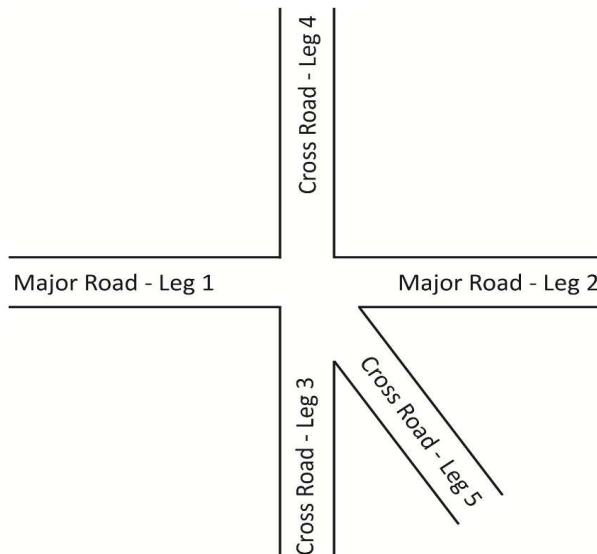 Cross Road - Leg 4
Major Road - Leg 1
Major Road - Leg 2
Cross Road - Leg 3
Cross Road - Leg 5